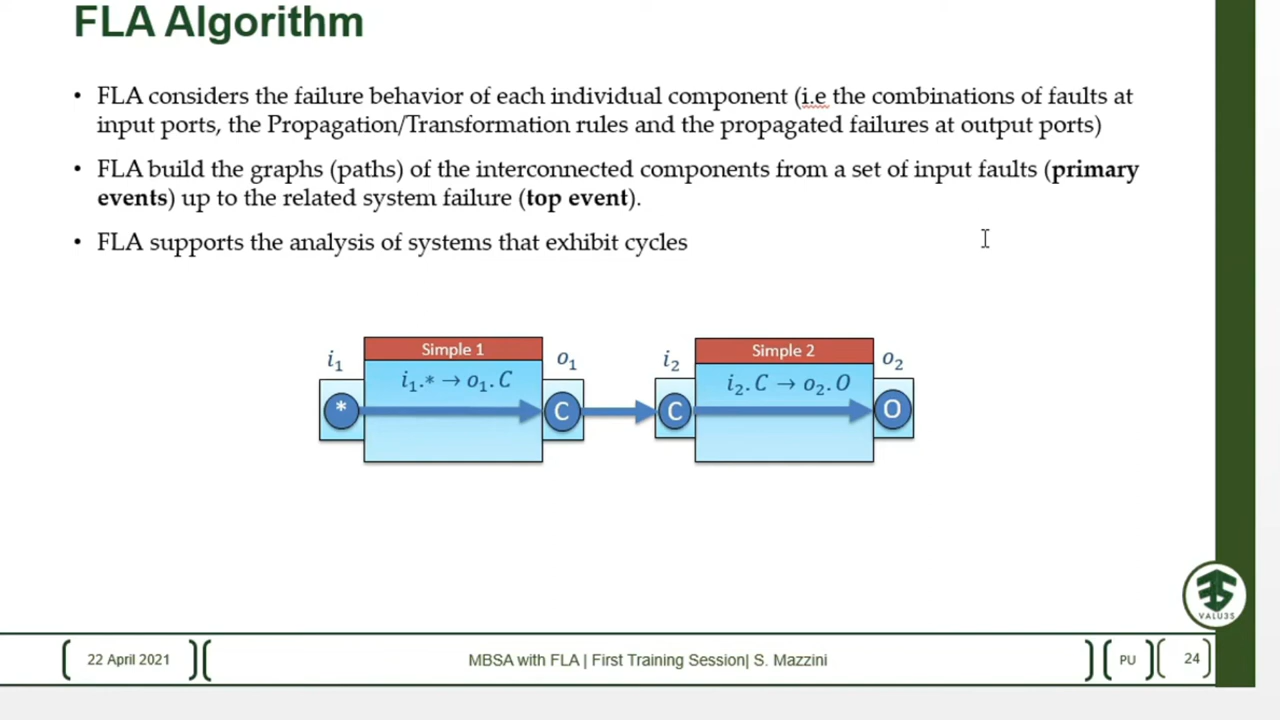 FLA Algorithm
• FLA considers the failure behavior of each individual component (i.e the combinations of faults at
input ports, the Propagation/Transformation rules and the propagated failures at output ports)
• FLA build the graphs (paths) of the interconnected components from a set of input faults (primary
events) up to the related system failure (top event).
• FLA supports the analysis of systems that exhibit cycles
i₁
Simple 1
o₁
i₂
Simple 2
o₂
i₁.* → o₁.C
i₂.C → o₂.O
*
C
C
O
VALU3S
22 April 2021
MBSA with FLA | First Training Session| S. Mazzini
PU
24